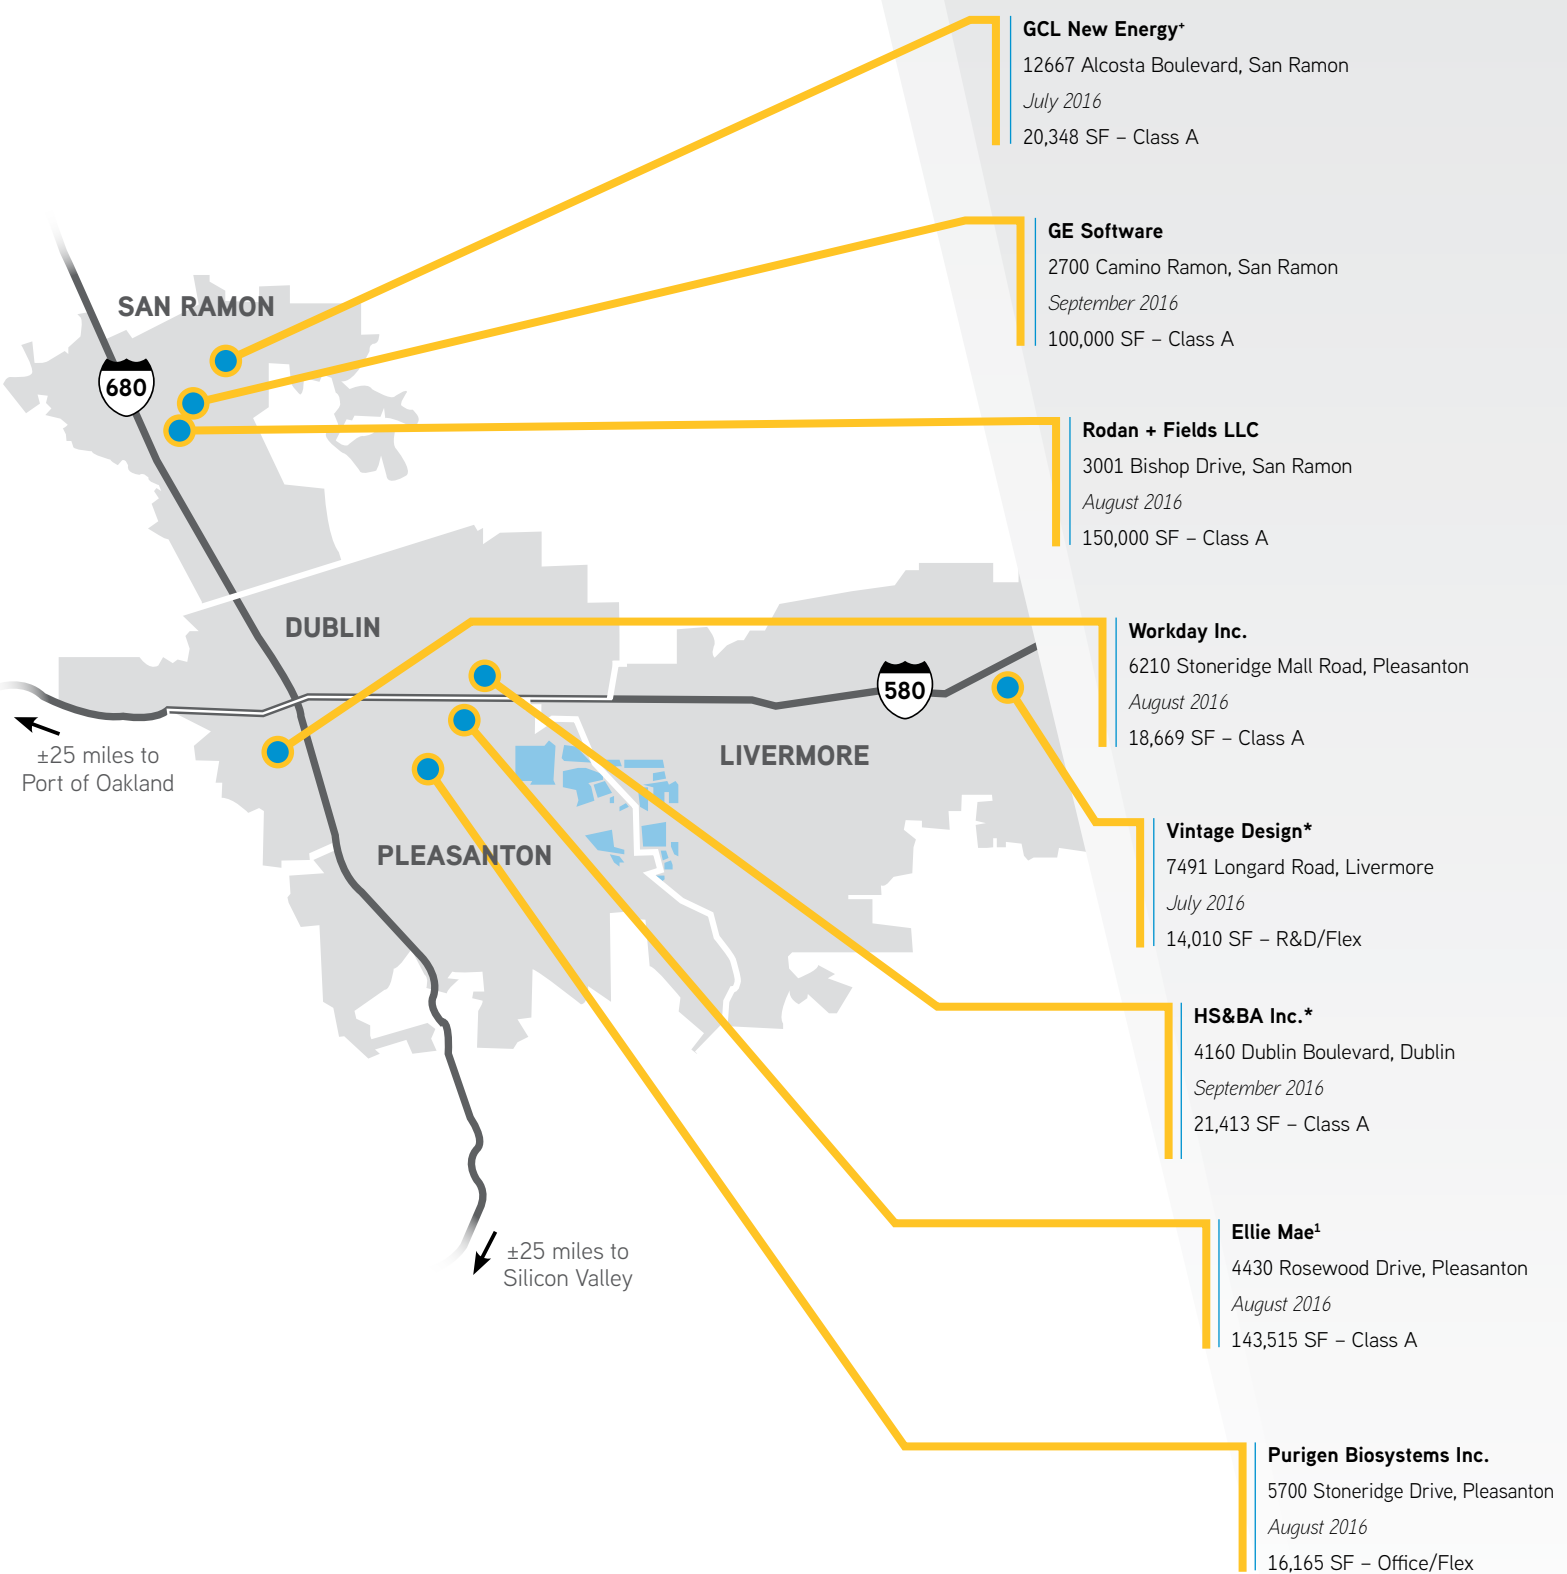 GCL New Energy+
12667 Alcosta Boulevard, San Ramon
July 2016
20,348 SF – Class A
GE Software
2700 Camino Ramon, San Ramon
September 2016
100,000 SF – Class A
SAN RAMON
680
Rodan + Fields LLC
3001 Bishop Drive, San Ramon
August 2016
150,000 SF – Class A
DUBLIN
Workday Inc.
6210 Stoneridge Mall Road, Pleasanton
August 2016
18,669 SF – Class A
580
±25 miles to
Port of Oakland
LIVERMORE
PLEASANTON
Vintage Design*
7491 Longard Road, Livermore
July 2016
14,010 SF – R&D/Flex
HS&BA Inc.*
4160 Dublin Boulevard, Dublin
September 2016
21,413 SF – Class A
±25 miles to
Silicon Valley
Ellie Mae¹
4430 Rosewood Drive, Pleasanton
August 2016
143,515 SF – Class A
Purigen Biosystems Inc.
5700 Stoneridge Drive, Pleasanton
August 2016
16,165 SF – Office/Flex